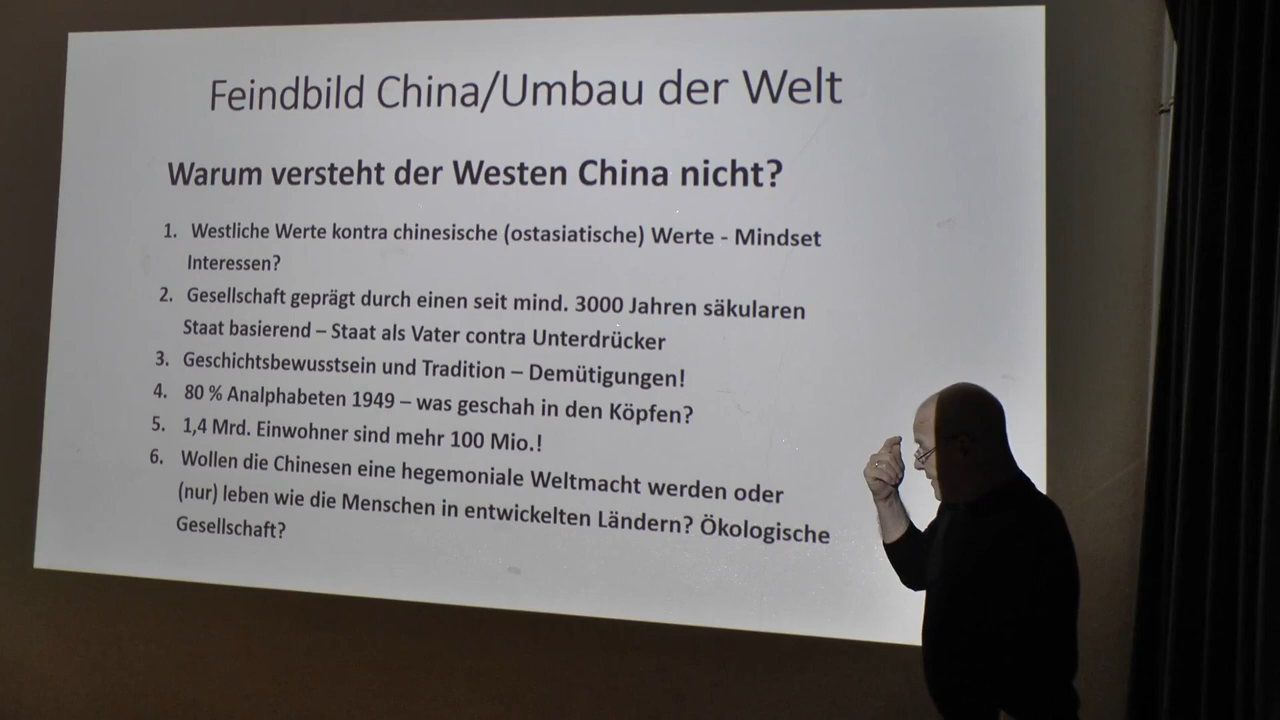 Feindbild China/Umbau der Welt
Warum versteht der Westen China nicht?
1. Westliche Werte kontra chinesische (ostasiatische) Werte - Mindset
Interessen?
2. Gesellschaft geprägt durch einen seit mind. 3000 Jahren säkularen
Staat basierend – Staat als Vater contra Unterdrücker
3. Geschichtsbewusstsein und Tradition – Demütigungen!
4. 80 % Analphabeten 1949 – was geschah in den Köpfen?
5. 1,4 Mrd. Einwohner sind mehr 100 Mio.!
6. Wollen die Chinesen eine hegemoniale Weltmacht werden oder
(nur) leben wie die Menschen in entwickelten Ländern? Ökologische
Gesellschaft?